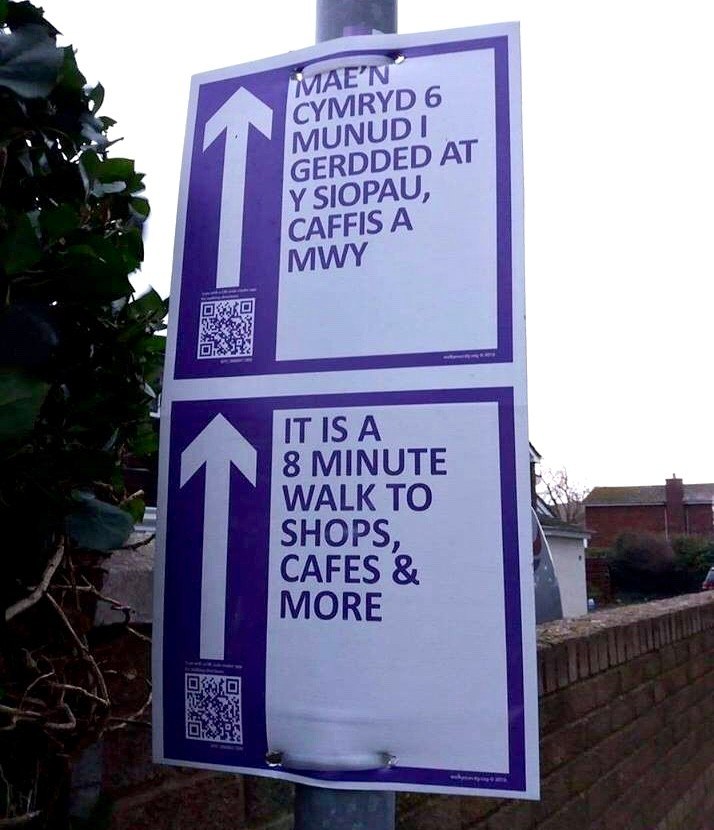 MAE'N
CYMRYD 6
MUNUD I
GERDDED AT
Y SIOPAU,
CAFFIS A
MWY
IT IS A
8 MINUTE
WALK TO
SHOPS,
CAFES &
MORE